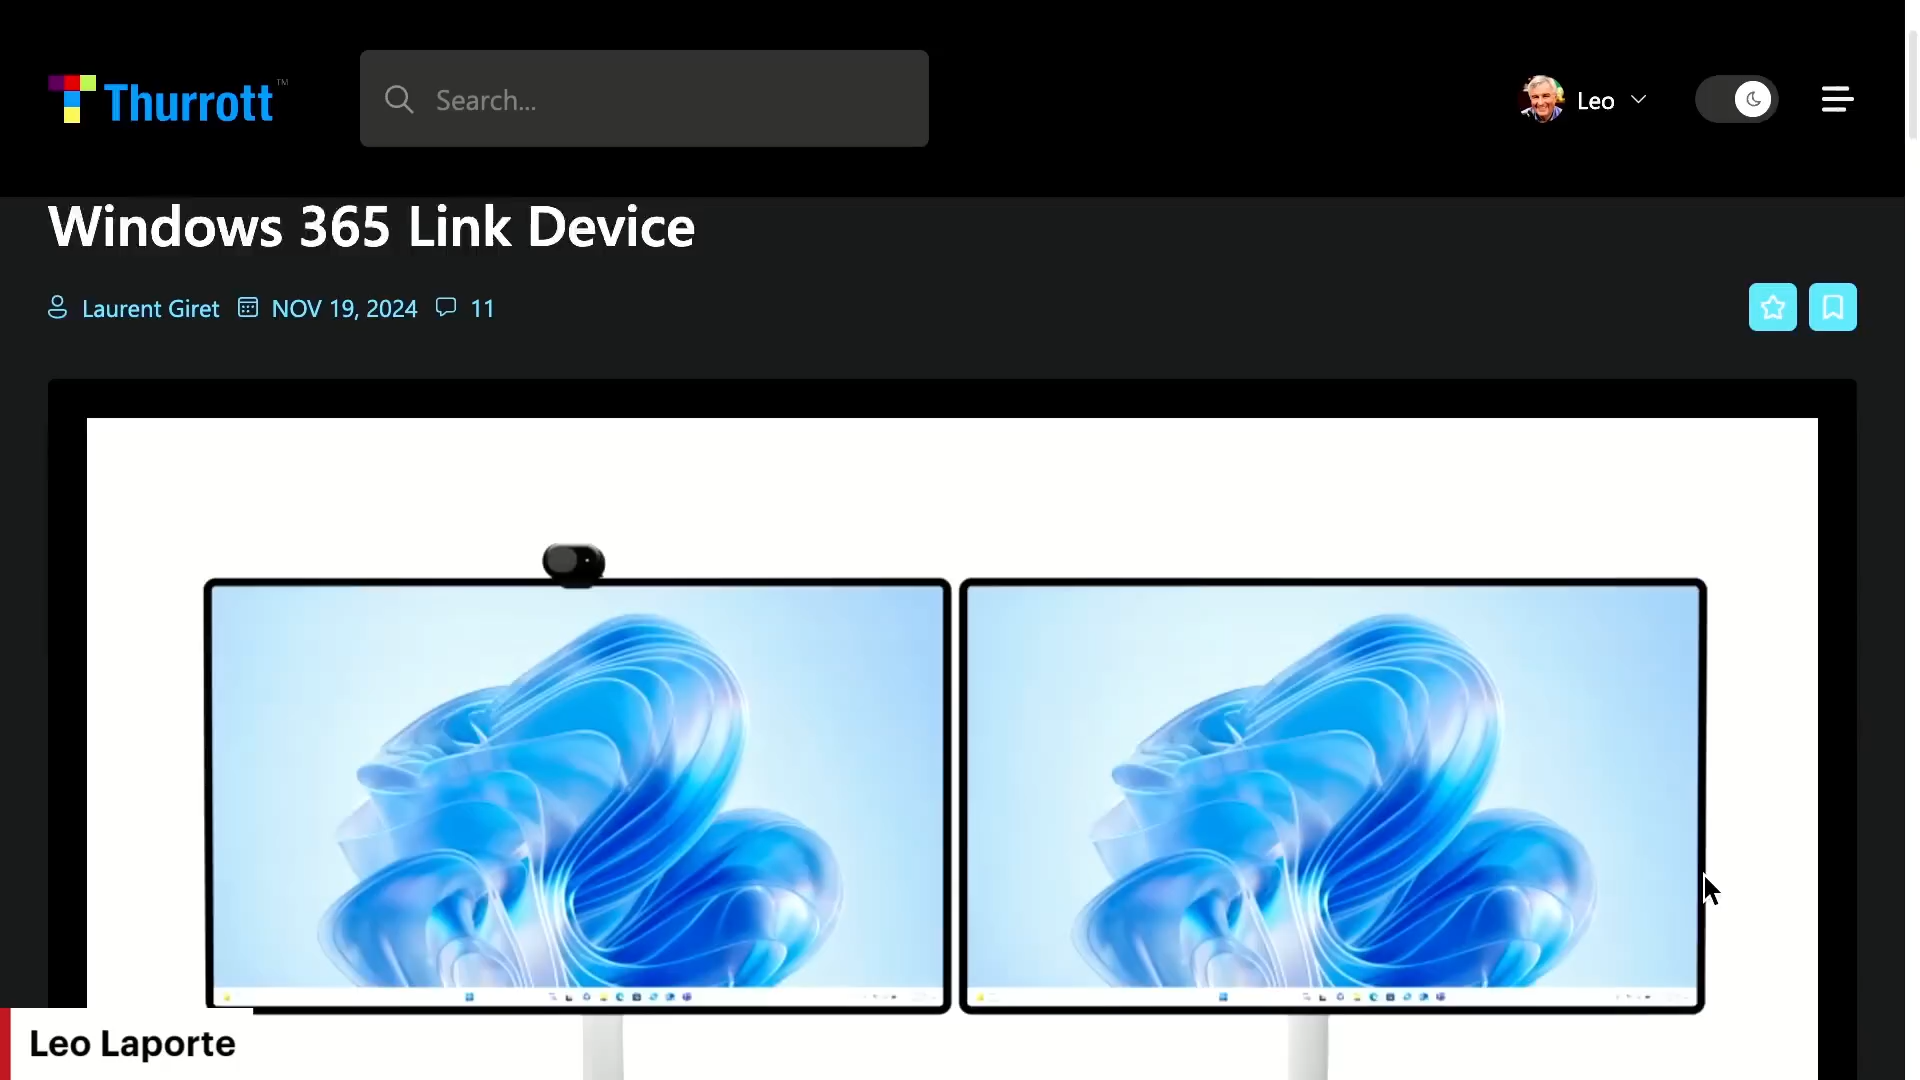 Thurrott™
Search...
Leo
Windows 365 Link Device
Laurent Giret NOV 19, 2024 11
Leo Laporte